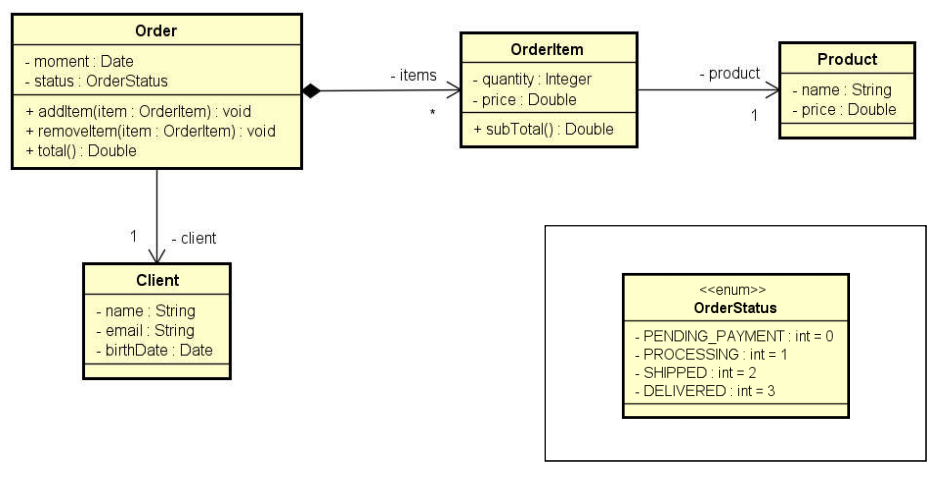 Order
- moment : Date
- status : OrderStatus
+ addItem(item : OrderItem) : void
+ removeItem(item : OrderItem) : void
+ total() : Double
- items
*
OrderItem
- quantity : Integer
- price : Double
+ subTotal() : Double
- product
1
Product
- name : String
- price : Double
1
- client
Client
- name : String
- email : String
- birthDate : Date
<<enum>>
OrderStatus
- PENDING_PAYMENT : int = 0
- PROCESSING : int = 1
- SHIPPED : int = 2
- DELIVERED : int = 3